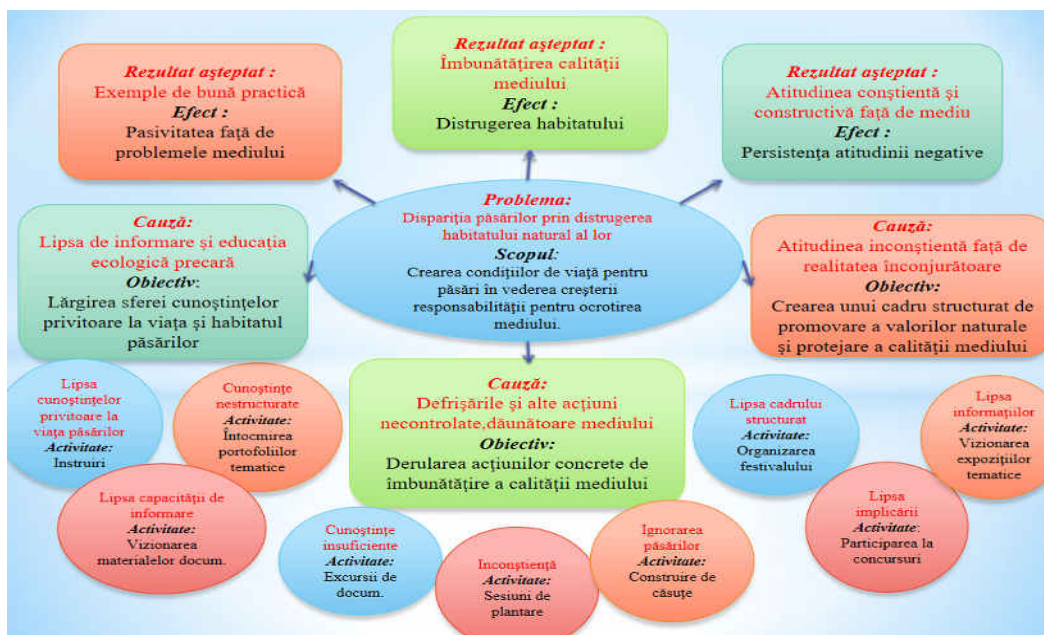 Rezultat aşteptat :
Exemple de bună practică
Efect :
Pasivitatea faţă de
problemele mediului
Rezultat aşteptat :
Îmbunătăţirea calităţii
mediului
Efect :
Distrugerea habitatului
Rezultat aşteptat :
Atitudinea conştientă şi
constructivă faţă de mediu
Efect :
Persistenţa atitudinii negative
Problema:
Dispariţia păsărilor prin distrugerea
habitatului natural al lor
Scopul:
Crearea condiţiilor de viaţă pentru
păsări în vederea creşterii
responsabilităţii pentru ocrotirea
mediului.
Cauză:
Lipsa de informare şi educaţia
ecologică precară
Obiectiv:
Lărgirea sferei cunoştinţelor
privitoare la viaţa şi habitatul
păsărilor
Cauză:
Atitudinea inconştientă faţă de
realitatea înconjurătoare
Obiectiv:
Crearea unui cadru structurat de
promovare a valorilor naturale
şi protejare a calităţii mediului
Cauză:
Defrişările şi alte acţiuni
necontrolate,dăunătoare mediului
Obiectiv:
Derularea acţiunilor concrete de
îmbunătăţire a calităţii mediului
Lipsa
cunoştinţelor
privitoare la
viaţa păsărilor
Activitate:
Instruiri
Cunoştinţe
nestructurate
Activitate:
Întocmirea
portofoliilor
tematice
Lipsa capacităţii de
informare
Activitate:
Vizionarea
materialelor docum.
Cunoştinţe
insuficiente
Activitate:
Excursii de
docum.
Inconştienţă
Activitate:
Sesiuni de
plantare
Ignorarea
păsărilor
Activitate:
Construire de
căsuţe
Lipsa cadrului
structurat
Activitate:
Organizarea
festivalului
Lipsa
implicării
Activitate:
Participarea la
concursuri
Lipsa
informaţiilor
Activitate:
Vizionarea
expoziţiilor
tematice